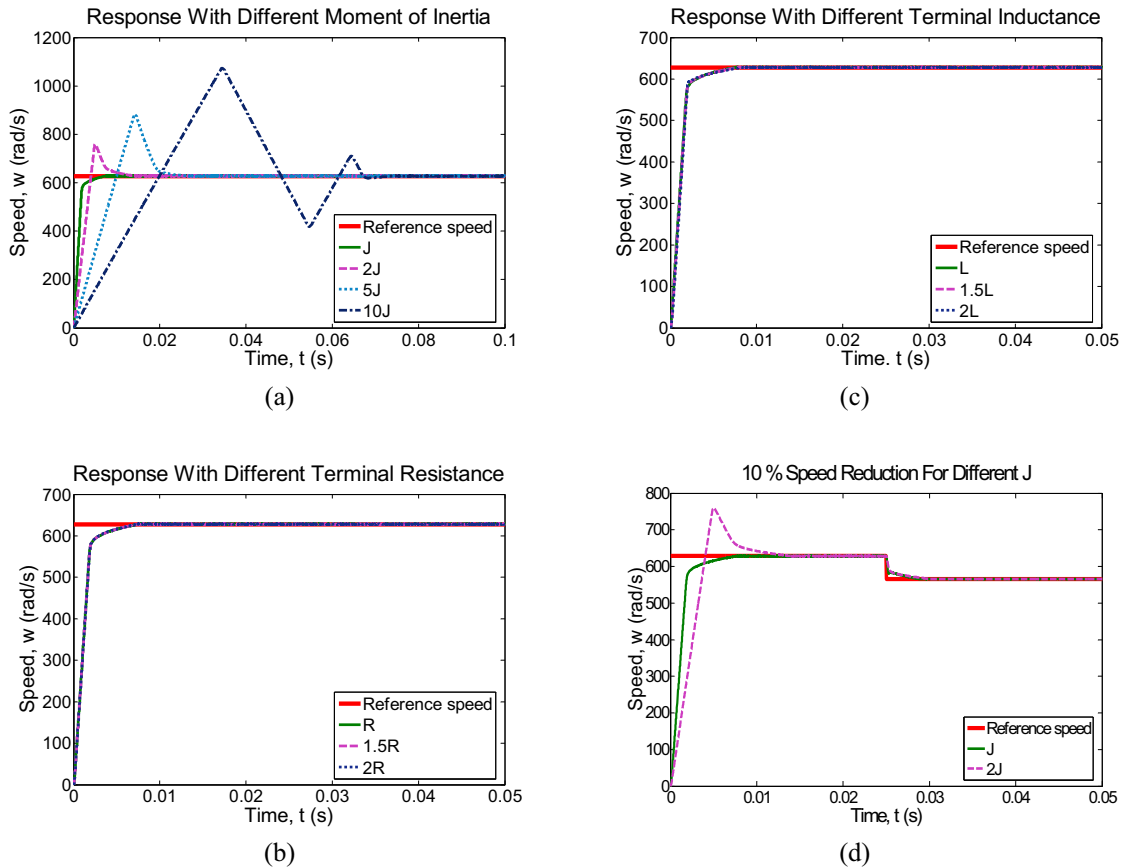 Response With Different Moment of Inertia
1200
1000
800
600
400
200
0
Speed, w (rad/s)
Reference speed
J
2J
5J
10J
0 0.02 0.04 0.06 0.08 0.1
Time, t (s)
(a)
Response With Different Terminal Inductance
700
600
500
400
300
200
100
0
Speed, w (rad/s)
Reference speed
L
1.5L
2L
0 0.01 0.02 0.03 0.04 0.05
Time. t (s)
(c)
Response With Different Terminal Resistance
700
600
500
400
300
200
100
0
Speed, w (rad/s)
Reference speed
R
1.5R
2R
0 0.01 0.02 0.03 0.04 0.05
Time, t (s)
(b)
10 % Speed Reduction For Different J
800
700
600
500
400
300
200
100
0
Speed, w (rad/s)
Reference speed
J
2J
0 0.01 0.02 0.03 0.04 0.05
Time, t (s)
(d)